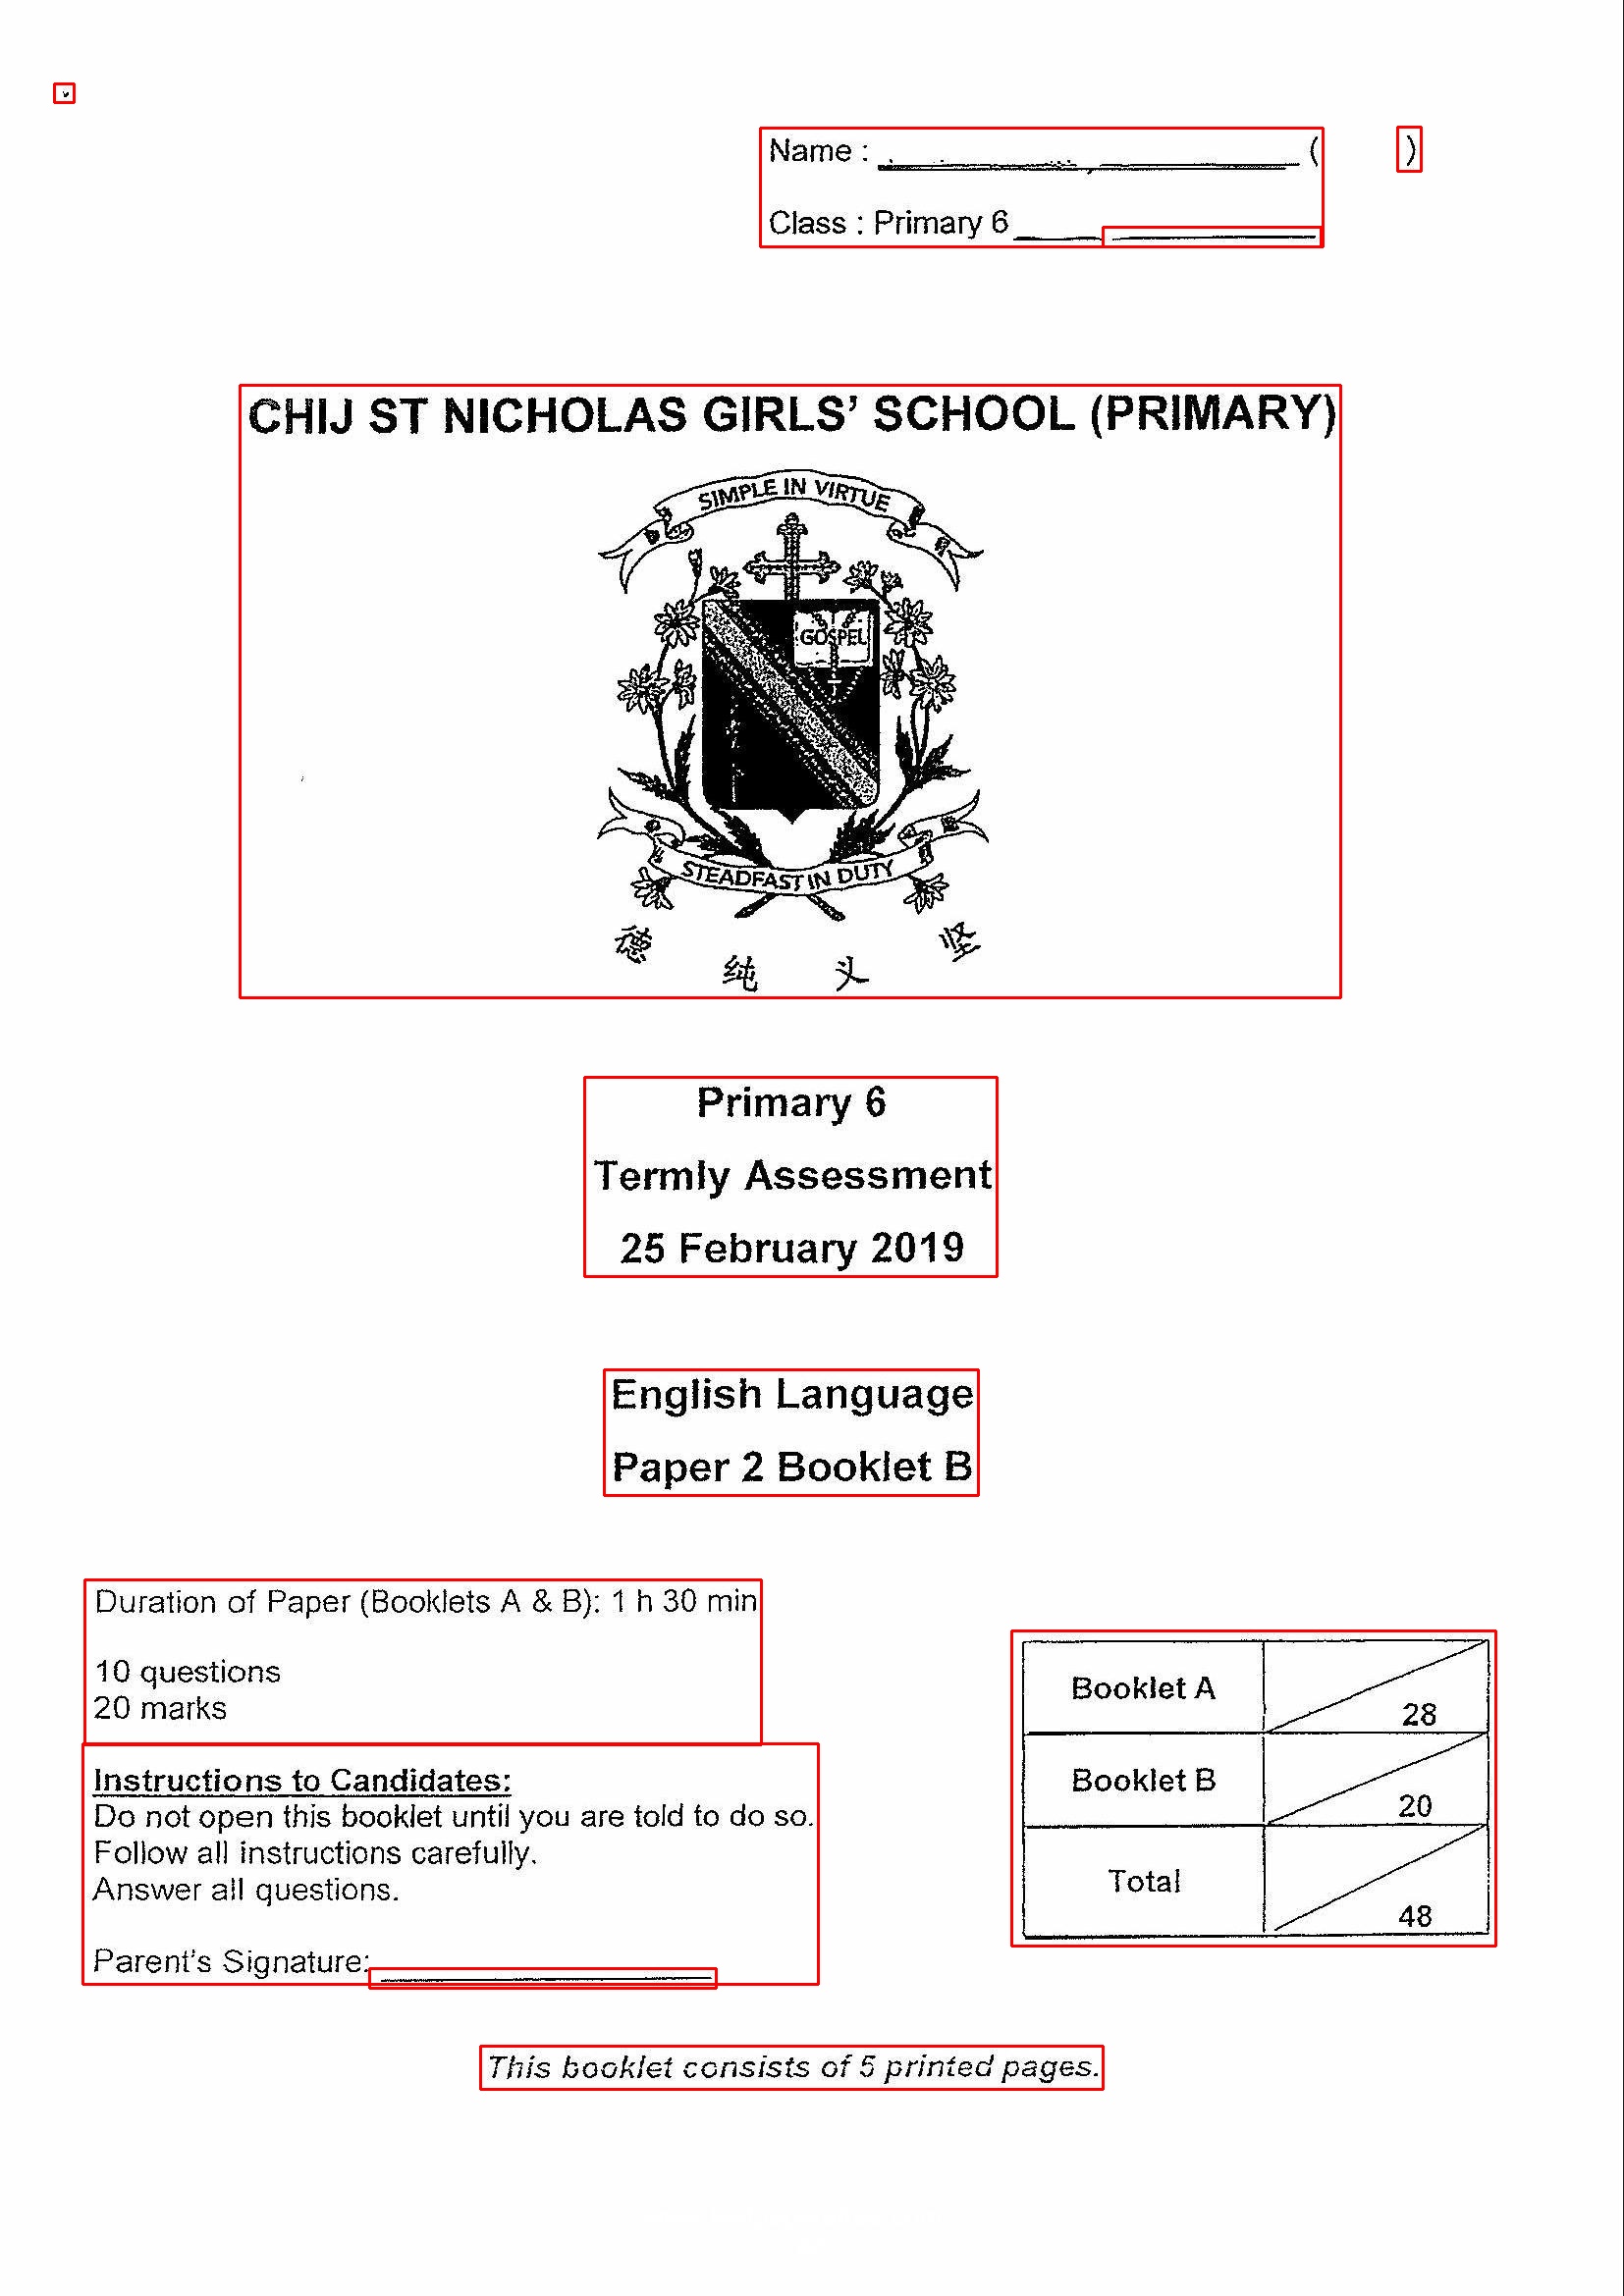 Name : ____________________ (        )
Class : Primary 6 ____________________
CHIJ ST NICHOLAS GIRLS' SCHOOL (PRIMARY)
SIMPLE IN VIRTUE
GOSPEL
STEADFAST IN DUTY
德 纯 义 坚
Primary 6
Termly Assessment
25 February 2019
English Language
Paper 2 Booklet B
Duration of Paper (Booklets A & B): 1 h 30 min
10 questions
20 marks
Instructions to Candidates:
Do not open this booklet until you are told to do so.
Follow all instructions carefully.
Answer all questions.
Parent's Signature: ____________________
Booklet A 28
Booklet B 20
Total 48
This booklet consists of 5 printed pages.